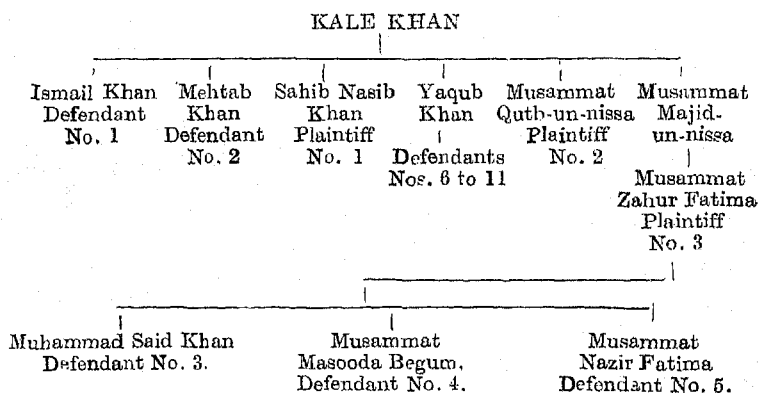 KALE KHAN
Ismail Khan Mehtab Sahib Nasib Yaqub Musammat Musammat
Defendant Khan Khan Khan Qutb-un-nissa Majid-
No. 1 Defendant Plaintiff Plaintiff un-nissa
No. 2 No. 1 Defendants No. 2
Nos. 6 to 11 Musammat
Zahur Fatima
Plaintiff
No. 3
Muhammad Said Khan Musammat Musammat
Defendant No. 3. Masooda Begum, Nazir Fatima
Defendant No. 4. Defendant No. 5.